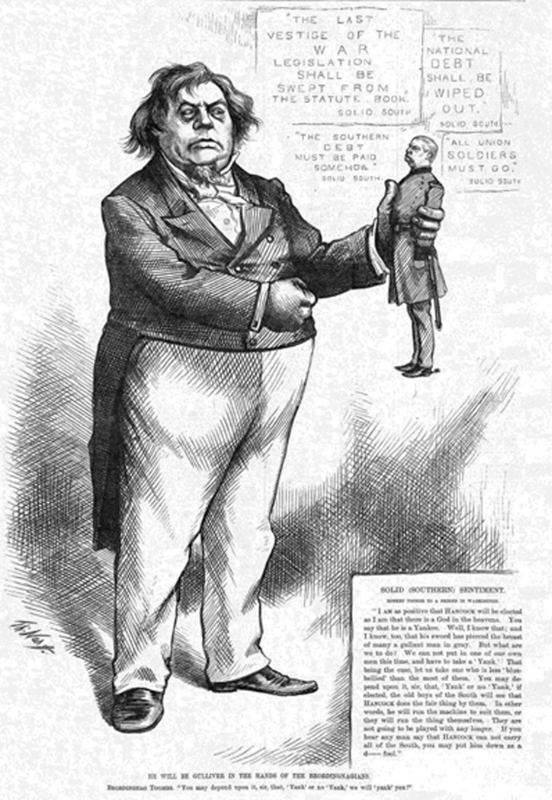 "THE LAST
VESTIGE OF THE
WAR
LEGISLATION
SHALL BE
SWEPT FROM
THE STATUTE BOOK."
SOLID SOUTH.
"THE
NATIONAL
DEBT
SHALL BE
WIPED
OUT."
SOLID SOUTH.
"THE SOUTHERN
DEBT
MUST BE PAID
SOMEHOW."
SOLID SOUTH.
"ALL UNION
SOLDIERS
MUST GO."
SOLID SOUTH
Th Nast
SOLID (SOUTHERN) SENTIMENT.
ROBERT TOOMBS TO A FRIEND IN WASHINGTON.
"I AM as positive that HANCOCK will be elected
as I am that there is a God in the heavens. You
say that he is a Yankee. Well, I know that; and
I know, too, that his sword has pierced the breast
of many a gallant man in gray. But what are
we to do? We can not put in one of our own
men this time, and have to take a 'Yank.' That
being the case, let us take one who is less 'blue-
bellied' than the most of them. You may de-
pend upon it, sir, that, 'Yank' or no 'Yank,' if
elected, the old boys of the South will see that
HANCOCK does the fair thing by them. In other
words, he will run the machine to suit them, or
they will run the thing themselves. They are
not going to be played with any longer. If you
hear any man say that HANCOCK can not carry
all of the South, you may put him down as a
d— fool."
HE WILL BE GULLIVER IN THE HANDS OF THE BROBDINGNAGIANS.
BROBDINGNAG TOOMBS. "You may depend upon it, sir, that, 'Yank' or no 'Yank,' we will 'yank' you!"